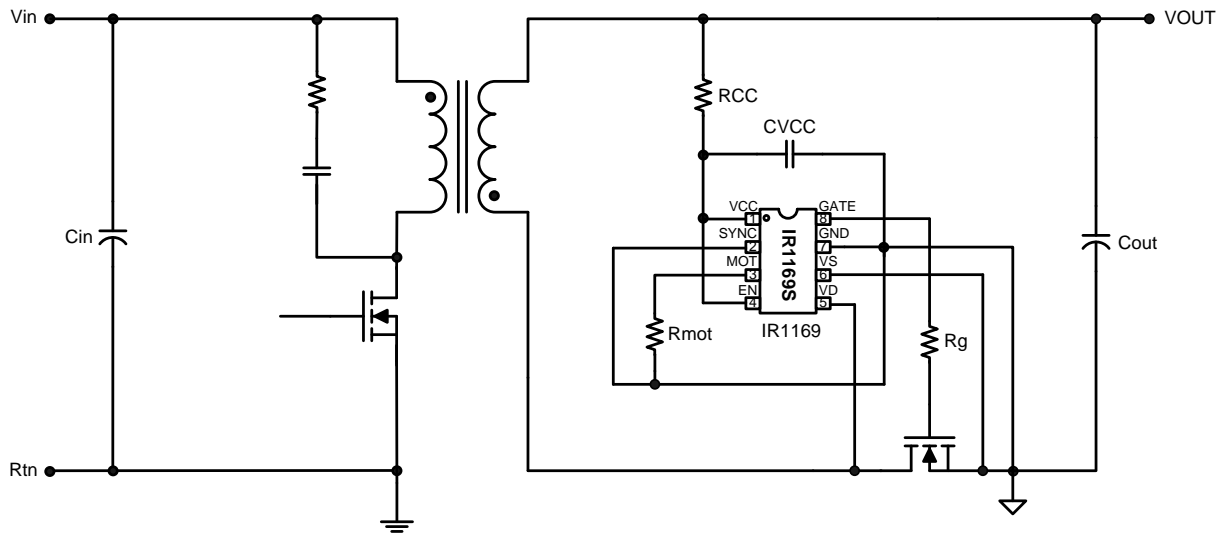 Vin
VOUT
RCC
CVCC
VCC
1
8
GATE
SYNC
2
7
GND
MOT
3
6
VS
EN
4
5
VD
IR1169S
IR1169
Cin
Cout
Rmot
Rg
Rtn